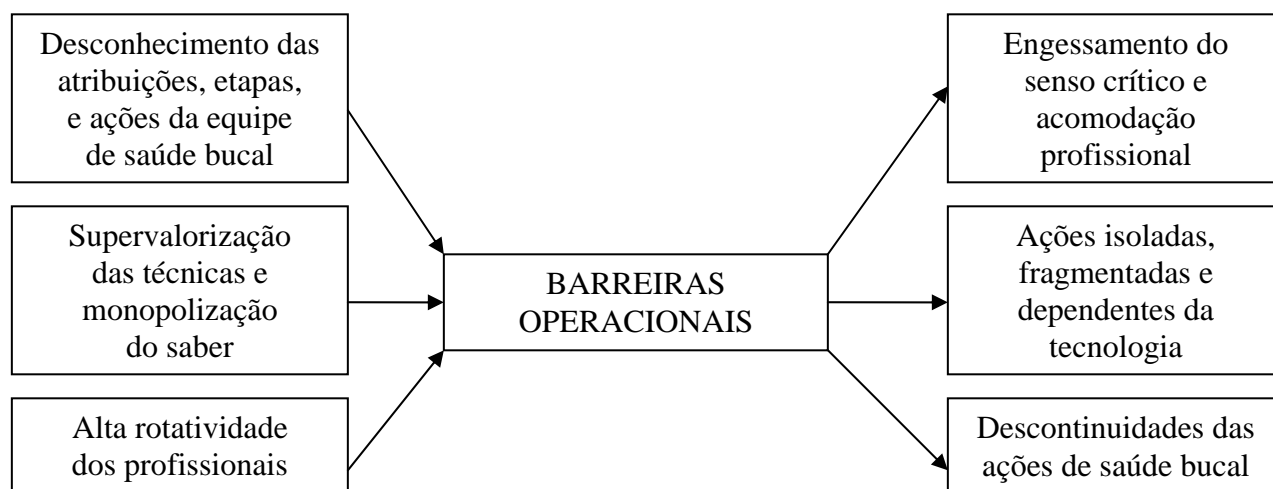 Desconhecimento das
atribuições, etapas,
e ações da equipe
de saúde bucal
Supervalorização
das técnicas e
monopolização
do saber
Alta rotatividade
dos profissionais
BARREIRAS
OPERACIONAIS
Engessamento do
senso crítico e
acomodação
profissional
Ações isoladas,
fragmentadas e
dependentes da
tecnologia
Descontinuidades das
ações de saúde bucal